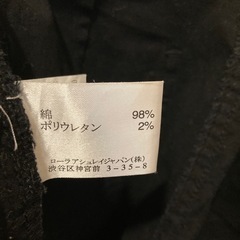 綿 98%
ポリウレタン 2%
ローラアシュレイジャパン(株)
渋谷区神宮前 3-35-8